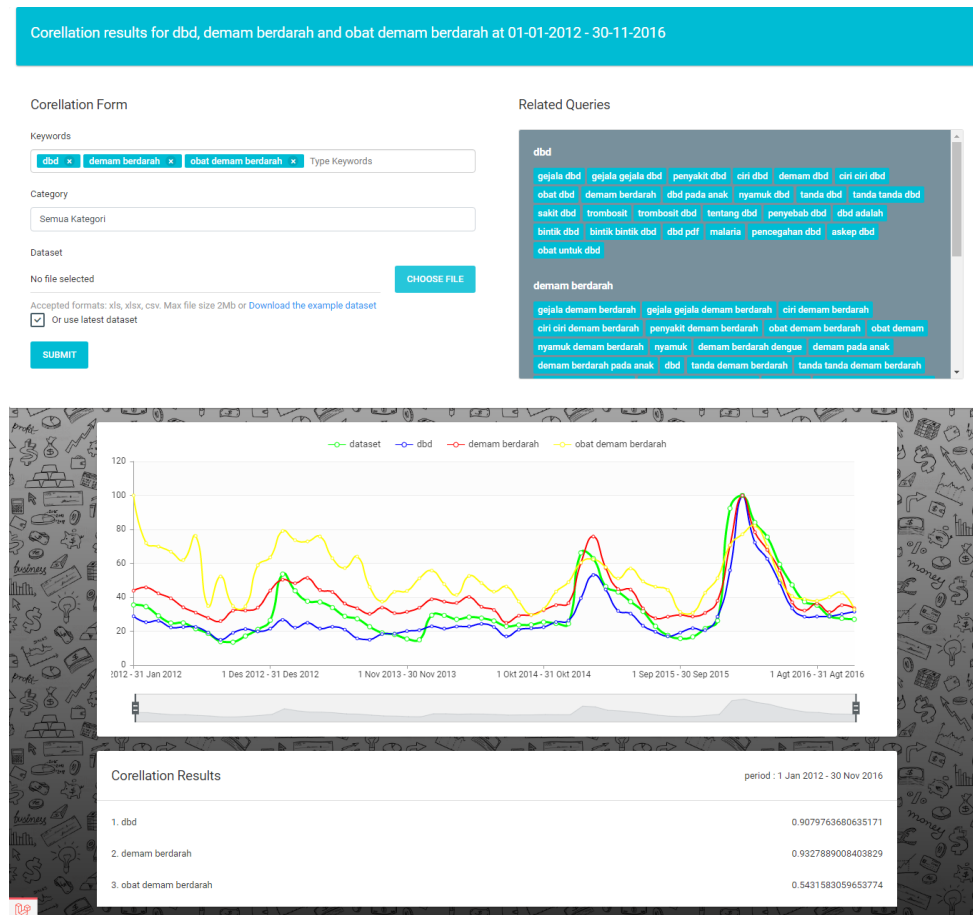 Corellation results for dbd, demam berdarah and obat demam berdarah at 01-01-2012 - 30-11-2016
Corellation Form
Keywords
dbd × demam berdarah × obat demam berdarah × Type Keywords
Category
Semua Kategori
Dataset
No file selected
CHOOSE FILE
Accepted formats: xls, xlsx, csv. Max file size 2Mb or Download the example dataset
Or use latest dataset
SUBMIT
Related Queries
dbd
gejala dbd gejala gejala dbd penyakit dbd ciri dbd demam dbd ciri ciri dbd
obat dbd demam berdarah dbd pada anak nyamuk dbd tanda dbd tanda tanda dbd
sakit dbd trombosit trombosit dbd tentang dbd penyebab dbd dbd adalah
bintik dbd bintik bintik dbd dbd pdf malaria pencegahan dbd askep dbd
obat untuk dbd
demam berdarah
gejala demam berdarah gejala gejala demam berdarah ciri demam berdarah
ciri ciri demam berdarah penyakit demam berdarah obat demam berdarah obat demam
nyamuk demam berdarah nyamuk demam berdarah dengue demam pada anak
demam berdarah pada anak dbd tanda demam berdarah tanda tanda demam berdarah
dataset dbd demam berdarah obat demam berdarah
120
100
80
60
40
20
0
2012 - 31 Jan 2012 1 Des 2012 - 31 Des 2012 1 Nov 2013 - 30 Nov 2013 1 Okt 2014 - 31 Okt 2014 1 Sep 2015 - 30 Sep 2015 1 Agt 2016 - 31 Agt 2016
Corellation Results
period : 1 Jan 2012 - 30 Nov 2016
1. dbd
0.9079763680635171
2. demam berdarah
0.9327889008403829
3. obat demam berdarah
0.5431583059653774